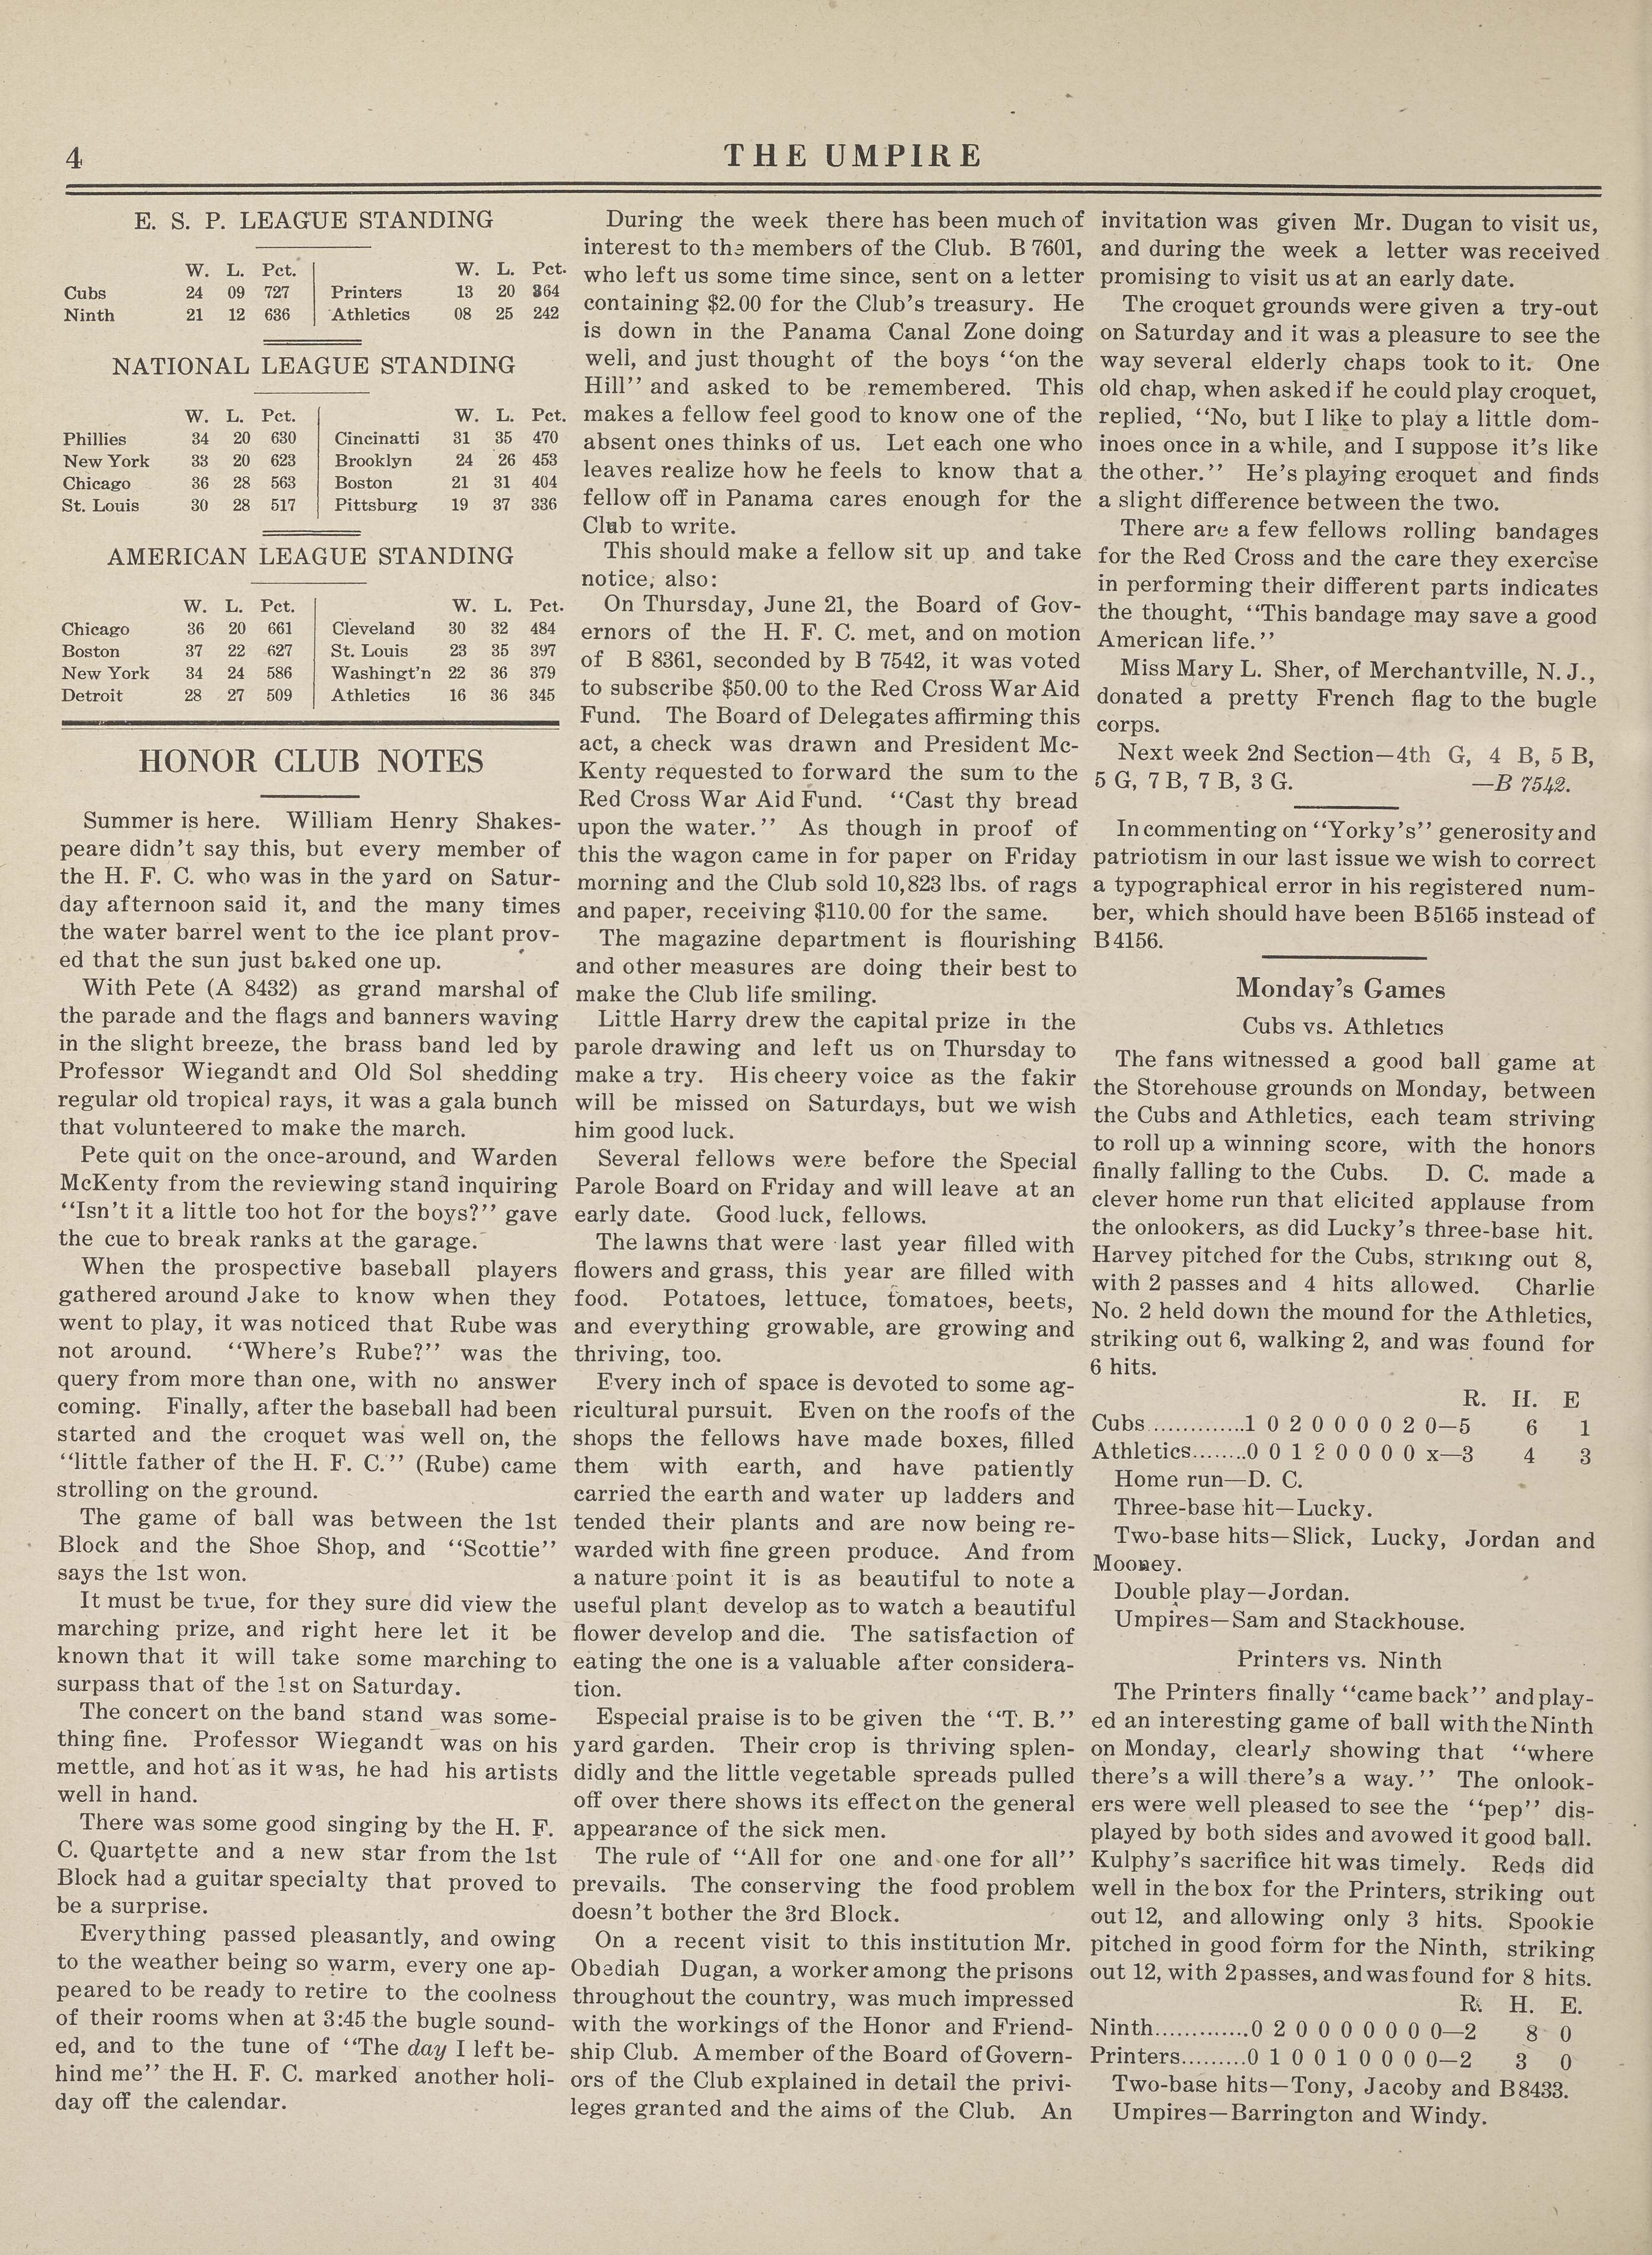 4
THE UMPIRE
E. S. P. LEAGUE STANDING
W. L. Pct. W. L. Pct.
Cubs 24 09 727 Printers 13 20 364
Ninth 21 12 636 Athletics 08 25 242
NATIONAL LEAGUE STANDING
W. L. Pct. W. L. Pct.
Phillies 34 20 630 Cincinatti 31 35 470
New York 33 20 623 Brooklyn 24 26 453
Chicago 36 28 563 Boston 21 31 404
St. Louis 30 28 517 Pittsburg 19 37 336
AMERICAN LEAGUE STANDING
W. L. Pct. W. L. Pct.
Chicago 36 20 661 Cleveland 30 32 484
Boston 37 22 627 St. Louis 23 35 397
New York 34 24 586 Washingt'n 22 36 379
Detroit 28 27 509 Athletics 16 36 345
HONOR CLUB NOTES
Summer is here. William Henry Shakes-
peare didn't say this, but every member of
the H. F. C. who was in the yard on Satur-
day afternoon said it, and the many times
the water barrel went to the ice plant prov-
ed that the sun just baked one up.
With Pete (A 8432) as grand marshal of
the parade and the flags and banners waving
in the slight breeze, the brass band led by
Professor Wiegandt and Old Sol shedding
regular old tropical rays, it was a gala bunch
that volunteered to make the march.
Pete quit on the once-around, and Warden
McKenty from the reviewing stand inquiring
"Isn't it a little too hot for the boys?" gave
the cue to break ranks at the garage.
When the prospective baseball players
gathered around Jake to know when they
went to play, it was noticed that Rube was
not around. "Where's Rube?" was the
query from more than one, with no answer
coming. Finally, after the baseball had been
started and the croquet was well on, the
"little father of the H. F. C." (Rube) came
strolling on the ground.
The game of ball was between the 1st
Block and the Shoe Shop, and "Scottie"
says the 1st won.
It must be true, for they sure did view the
marching prize, and right here let it be
known that it will take some marching to
surpass that of the 1st on Saturday.
The concert on the band stand was some-
thing fine. Professor Wiegandt was on his
mettle, and hot as it was, he had his artists
well in hand.
There was some good singing by the H. F.
C. Quartette and a new star from the 1st
Block had a guitar specialty that proved to
be a surprise.
Everything passed pleasantly, and owing
to the weather being so warm, every one ap-
peared to be ready to retire to the coolness
of their rooms when at 3:45 the bugle sound-
ed, and to the tune of "The day I left be-
hind me" the H. F. C. marked another holi-
day off the calendar.
During the week there has been much of
interest to the members of the Club. B 7601,
who left us some time since, sent on a letter
containing $2.00 for the Club's treasury. He
is down in the Panama Canal Zone doing
well, and just thought of the boys "on the
Hill" and asked to be remembered. This
makes a fellow feel good to know one of the
absent ones thinks of us. Let each one who
leaves realize how he feels to know that a
fellow off in Panama cares enough for the
Club to write.
This should make a fellow sit up and take
notice, also:
On Thursday, June 21, the Board of Gov-
ernors of the H. F. C. met, and on motion
of B 8361, seconded by B 7542, it was voted
to subscribe $50.00 to the Red Cross War Aid
Fund. The Board of Delegates affirming this
act, a check was drawn and President Mc-
Kenty requested to forward the sum to the
Red Cross War Aid Fund. "Cast thy bread
upon the water." As though in proof of
this the wagon came in for paper on Friday
morning and the Club sold 10,823 lbs. of rags
and paper, receiving $110.00 for the same.
The magazine department is flourishing
and other measures are doing their best to
make the Club life smiling.
Little Harry drew the capital prize in the
parole drawing and left us on Thursday to
make a try. His cheery voice as the fakir
will be missed on Saturdays, but we wish
him good luck.
Several fellows were before the Special
Parole Board on Friday and will leave at an
early date. Good luck, fellows.
The lawns that were last year filled with
flowers and grass, this year are filled with
food. Potatoes, lettuce, tomatoes, beets,
and everything growable, are growing and
thriving, too.
Every inch of space is devoted to some ag-
ricultural pursuit. Even on the roofs of the
shops the fellows have made boxes, filled
them with earth, and have patiently
carried the earth and water up ladders and
tended their plants and are now being re-
warded with fine green produce. And from
a nature point it is as beautiful to note a
useful plant develop as to watch a beautiful
flower develop and die. The satisfaction of
eating the one is a valuable after considera-
tion.
Especial praise is to be given the "T. B."
yard garden. Their crop is thriving splen-
didly and the little vegetable spreads pulled
off over there shows its effect on the general
appearance of the sick men.
The rule of "All for one and one for all"
prevails. The conserving the food problem
doesn't bother the 3rd Block.
On a recent visit to this institution Mr.
Obediah Dugan, a worker among the prisons
throughout the country, was much impressed
with the workings of the Honor and Friend-
ship Club. A member of the Board of Govern-
ors of the Club explained in detail the privi-
leges granted and the aims of the Club. An
invitation was given Mr. Dugan to visit us,
and during the week a letter was received
promising to visit us at an early date.
The croquet grounds were given a try-out
on Saturday and it was a pleasure to see the
way several elderly chaps took to it. One
old chap, when asked if he could play croquet,
replied, "No, but I like to play a little dom-
inoes once in a while, and I suppose it's like
the other." He's playing croquet and finds
a slight difference between the two.
There are a few fellows rolling bandages
for the Red Cross and the care they exercise
in performing their different parts indicates
the thought, "This bandage may save a good
American life."
Miss Mary L. Sher, of Merchantville, N. J.,
donated a pretty French flag to the bugle
corps.
Next week 2nd Section—4th G, 4 B, 5 B,
5 G, 7 B, 7 B, 3 G. —B 7542.
In commenting on "Yorky's" generosity and
patriotism in our last issue we wish to correct
a typographical error in his registered num-
ber, which should have been B 5165 instead of
B 4156.
Monday's Games
Cubs vs. Athletics
The fans witnessed a good ball game at
the Storehouse grounds on Monday, between
the Cubs and Athletics, each team striving
to roll up a winning score, with the honors
finally falling to the Cubs. D. C. made a
clever home run that elicited applause from
the onlookers, as did Lucky's three-base hit.
Harvey pitched for the Cubs, striking out 8,
with 2 passes and 4 hits allowed. Charlie
No. 2 held down the mound for the Athletics,
striking out 6, walking 2, and was found for
6 hits.
R. H. E
Cubs.............1 0 2 0 0 0 0 2 0—5 6 1
Athletics........0 0 1 2 0 0 0 0 x—3 4 3
Home run—D. C.
Three-base hit—Lucky.
Two-base hits—Slick, Lucky, Jordan and
Mooney.
Double play—Jordan.
Umpires—Sam and Stackhouse.
Printers vs. Ninth
The Printers finally "came back" and play-
ed an interesting game of ball with the Ninth
on Monday, clearly showing that "where
there's a will there's a way." The onlook-
ers were well pleased to see the "pep" dis-
played by both sides and avowed it good ball.
Kulphy's sacrifice hit was timely. Reds did
well in the box for the Printers, striking out
out 12, and allowing only 3 hits. Spookie
pitched in good form for the Ninth, striking
out 12, with 2 passes, and was found for 8 hits.
R. H. E.
Ninth.............0 2 0 0 0 0 0 0 0—2 8 0
Printers.........0 1 0 0 1 0 0 0 0—2 3 0
Two-base hits—Tony, Jacoby and B 8433.
Umpires—Barrington and Windy.